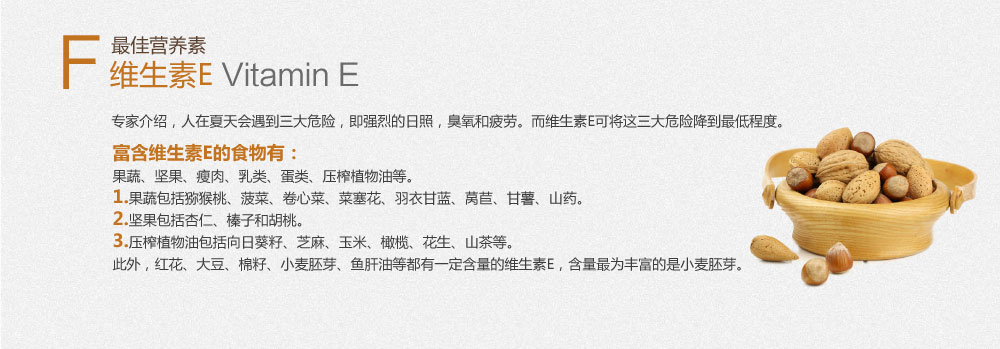 F 最佳营养素
维生素E Vitamin E
专家介绍，人在夏天会遇到三大危险，即强烈的日照，臭氧和疲劳。而维生素E可将这三大危险降到最低程度。
富含维生素E的食物有：
果蔬、坚果、瘦肉、乳类、蛋类、压榨植物油等。
1.果蔬包括猕猴桃、菠菜、卷心菜、菜塞花、羽衣甘蓝、莴苣、甘薯、山药。
2.坚果包括杏仁、榛子和胡桃。
3.压榨植物油包括向日葵籽、芝麻、玉米、橄榄、花生、山茶等。
此外，红花、大豆、棉籽、小麦胚芽、鱼肝油等都有一定含量的维生素E，含量最为丰富的是小麦胚芽。